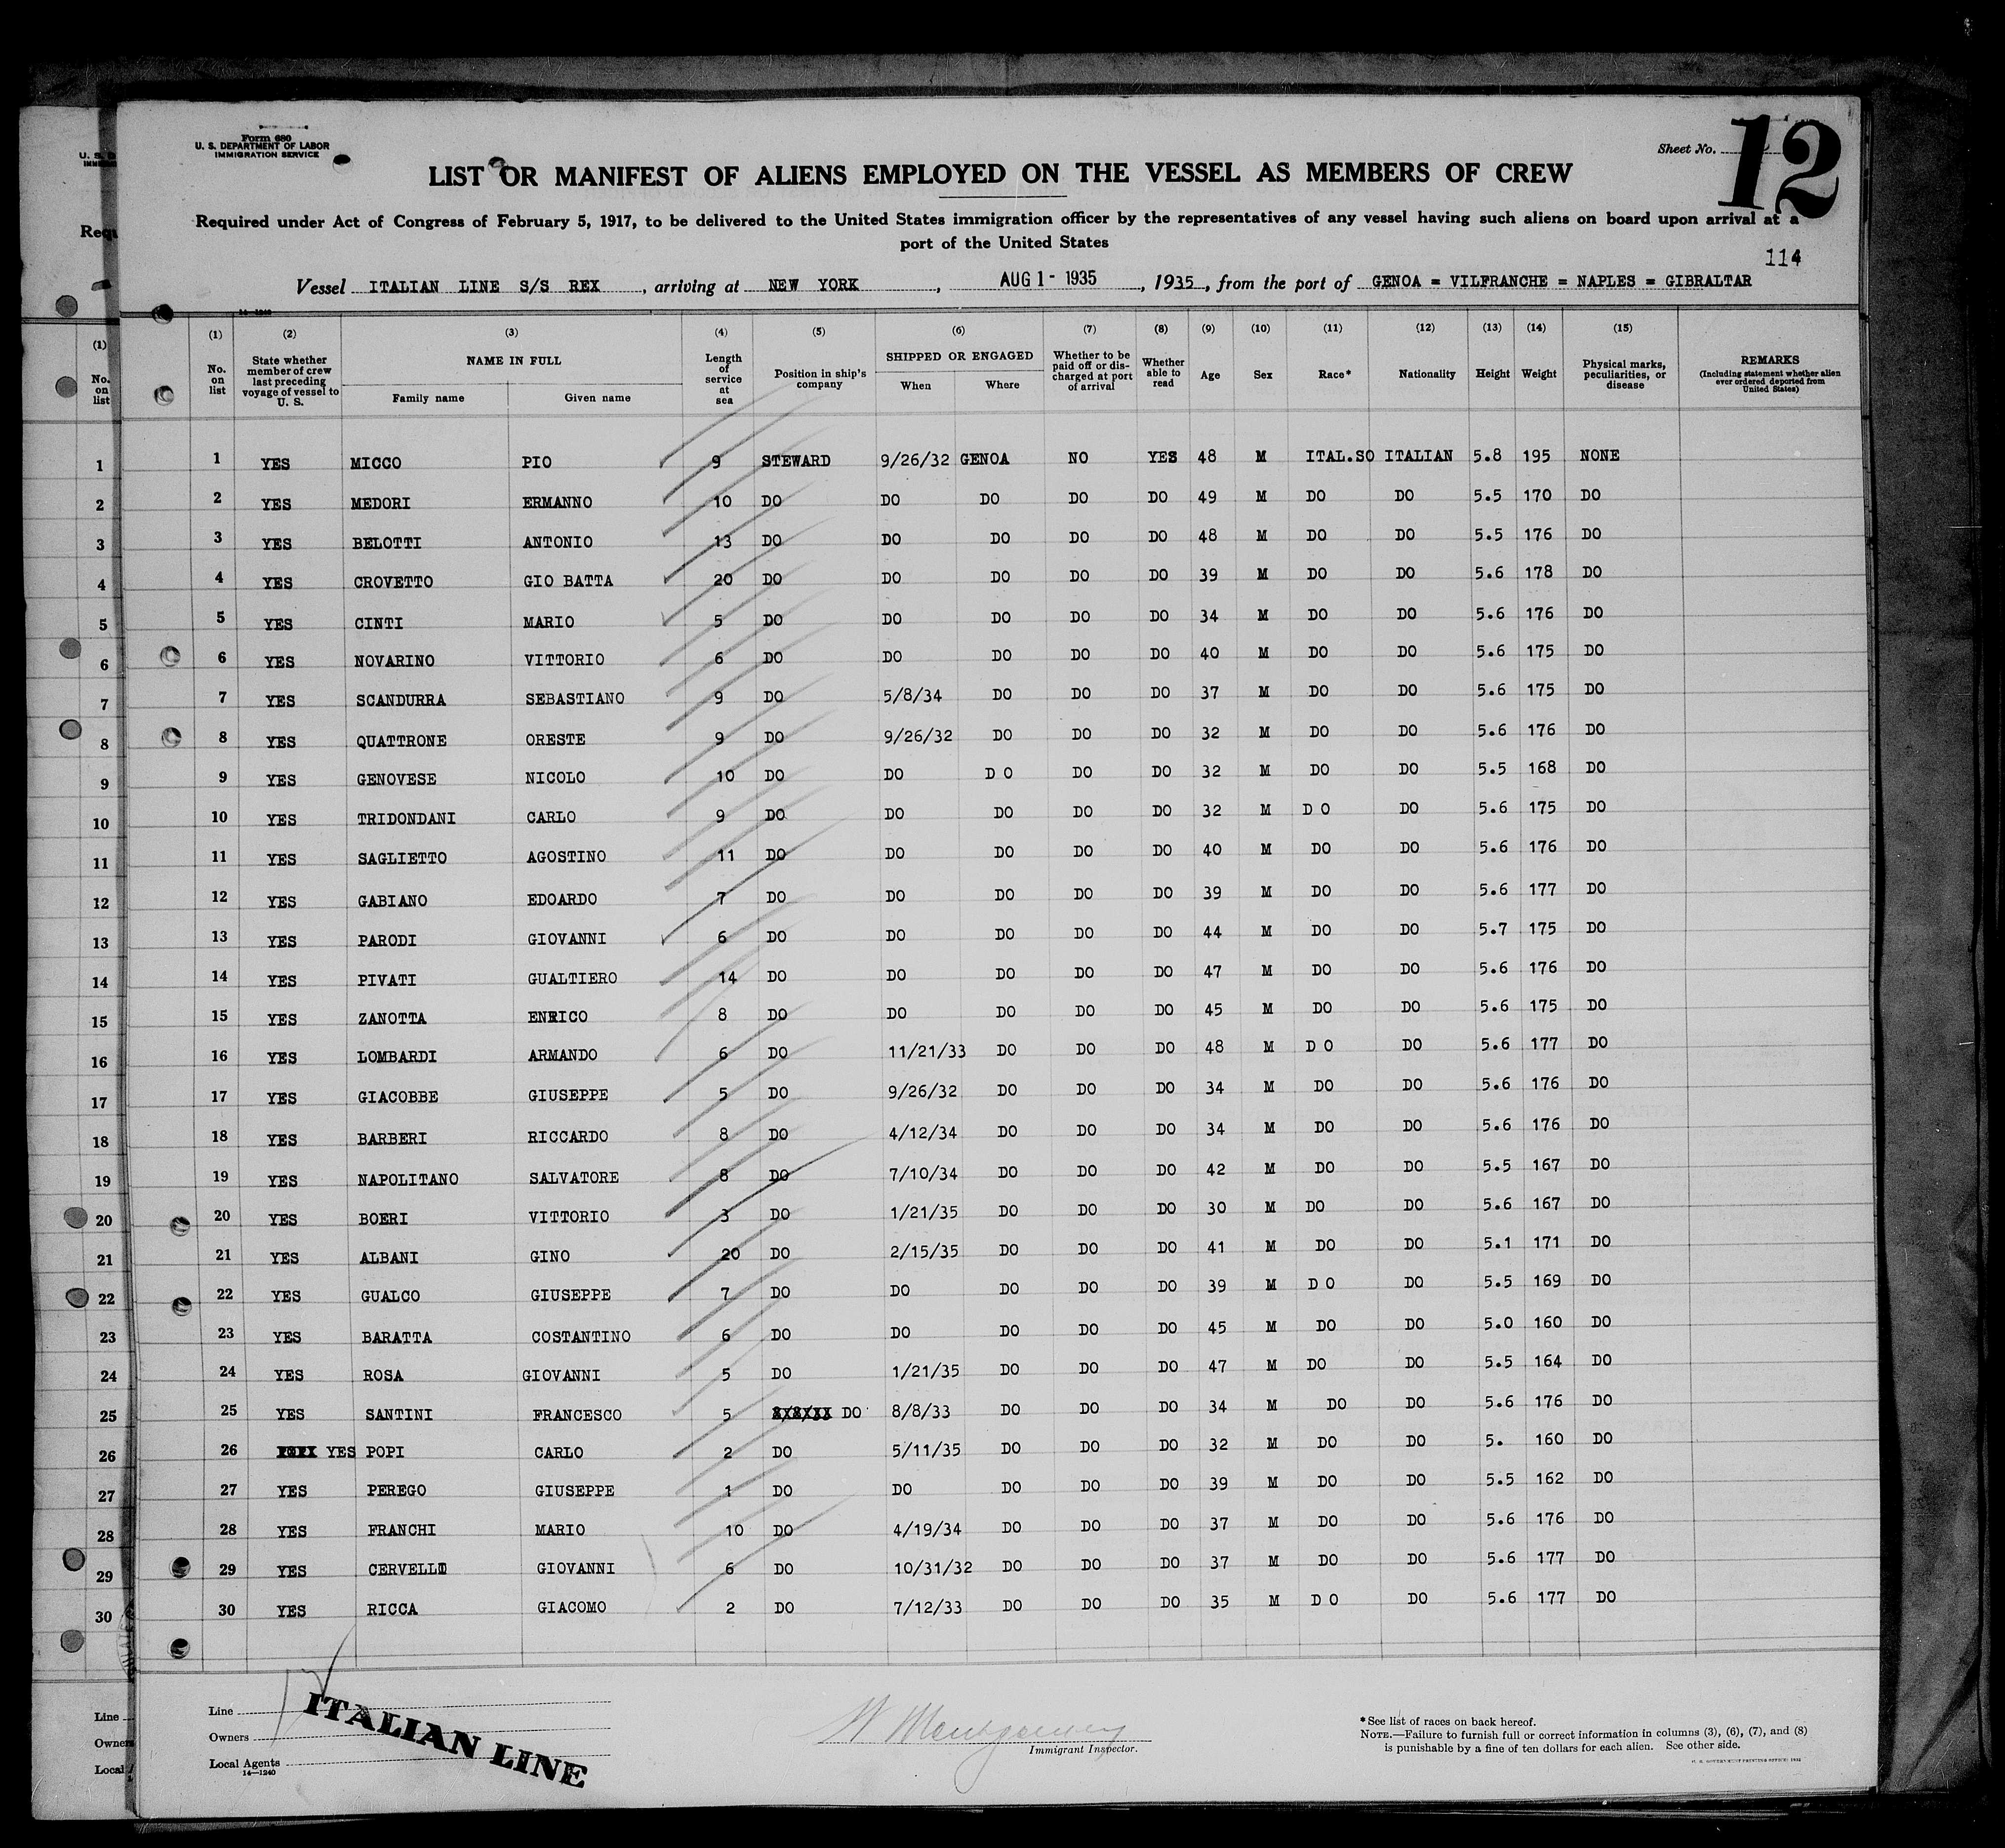 Form 680
U. S. DEPARTMENT OF LABOR
IMMIGRATION SERVICE
Sheet No. 12
LIST OR MANIFEST OF ALIENS EMPLOYED ON THE VESSEL AS MEMBERS OF CREW
Required under Act of Congress of February 5, 1917, to be delivered to the United States immigration officer by the representatives of any vessel having such aliens on board upon arrival at a
port of the United States
114
Vessel ITALIAN LINE S/S REX, arriving at NEW YORK, AUG 1 - 1935, 1935, from the port of GENOA = VILFRANCHE = NAPLES = GIBRALTAR
(1) (2) (3) (4) (5) (6) (7) (8) (9) (10) (11) (12) (13) (14) (15)
No. on list
State whether member of crew last preceding voyage of vessel to U. S.
NAME IN FULL
Family name
Given name
Length of service at sea
Position in ship's company
SHIPPED OR ENGAGED
When
Where
Whether to be paid off or discharged at port of arrival
Whether able to read
Age
Sex
Race*
Nationality
Height
Weight
Physical marks, peculiarities, or disease
REMARKS
(Including statement whether alien ever ordered deported from United States)
1 YES MICCO PIO 9 STEWARD 9/26/32 GENOA NO YES 48 M ITAL.SO ITALIAN 5.8 195 NONE
2 YES MEDORI ERMANNO 10 DO DO DO DO DO 49 M DO DO 5.5 170 DO
3 YES BELOTTI ANTONIO 13 DO DO DO DO DO 48 M DO DO 5.5 176 DO
4 YES CROVETTO GIO BATTA 20 DO DO DO DO DO 39 M DO DO 5.6 178 DO
5 YES CINTI MARIO 5 DO DO DO DO DO 34 M DO DO 5.6 176 DO
6 YES NOVARINO VITTORIO 6 DO DO DO DO DO 40 M DO DO 5.6 175 DO
7 YES SCANDURRA SEBASTIANO 9 DO 5/8/34 DO DO DO 37 M DO DO 5.6 175 DO
8 YES QUATTRONE ORESTE 9 DO 9/26/32 DO DO DO 32 M DO DO 5.6 176 DO
9 YES GENOVESE NICOLO 10 DO DO D O DO DO 32 M DO DO 5.5 168 DO
10 YES TRIDONDANI CARLO 9 DO DO DO DO DO 32 M D O DO 5.6 175 DO
11 YES SAGLIETTO AGOSTINO 11 DO DO DO DO DO 40 M DO DO 5.6 176 DO
12 YES GABIANO EDOARDO 7 DO DO DO DO DO 39 M DO DO 5.6 177 DO
13 YES PARODI GIOVANNI 6 DO DO DO DO DO 44 M DO DO 5.7 175 DO
14 YES PIVATI GUALTIERO 14 DO DO DO DO DO 47 M DO DO 5.6 176 DO
15 YES ZANOTTA ENRICO 8 DO DO DO DO DO 45 M DO DO 5.6 175 DO
16 YES LOMBARDI ARMANDO 6 DO 11/21/33 DO DO DO 48 M D O DO 5.6 177 DO
17 YES GIACOBBE GIUSEPPE 5 DO 9/26/32 DO DO DO 34 M DO DO 5.6 176 DO
18 YES BARBERI RICCARDO 8 DO 4/12/34 DO DO DO 34 M DO DO 5.6 176 DO
19 YES NAPOLITANO SALVATORE 8 DO 7/10/34 DO DO DO 42 M DO DO 5.5 167 DO
20 YES BOERI VITTORIO 3 DO 1/21/35 DO DO DO 30 M DO DO 5.6 167 DO
21 YES ALBANI GINO 20 DO 2/15/35 DO DO DO 41 M DO DO 5.1 171 DO
22 YES GUALCO GIUSEPPE 7 DO DO DO DO DO 39 M D O DO 5.5 169 DO
23 YES BARATTA COSTANTINO 6 DO DO DO DO DO 45 M DO DO 5.0 160 DO
24 YES ROSA GIOVANNI 5 DO 1/21/35 DO DO DO 47 M DO DO 5.5 164 DO
25 YES SANTINI FRANCESCO 5 DO 8/8/33 DO DO DO 34 M DO DO 5.6 176 DO
26 YES POPI CARLO 2 DO 5/11/35 DO DO DO 32 M DO DO 5. 160 DO
27 YES PEREGO GIUSEPPE 1 DO DO DO DO DO 39 M DO DO 5.5 162 DO
28 YES FRANCHI MARIO 10 DO 4/19/34 DO DO DO 37 M DO DO 5.6 176 DO
29 YES CERVELLO GIOVANNI 6 DO 10/31/32 DO DO DO 37 M DO DO 5.6 177 DO
30 YES RICCA GIACOMO 2 DO 7/12/33 DO DO DO 35 M D O DO 5.6 177 DO
Line
Owners
Local Agents
14—1240
ITALIAN LINE
W Montgomery
Immigrant Inspector.
*See list of races on back hereof.
NOTE.—Failure to furnish full or correct information in columns (3), (6), (7), and (8)
is punishable by a fine of ten dollars for each alien. See other side.